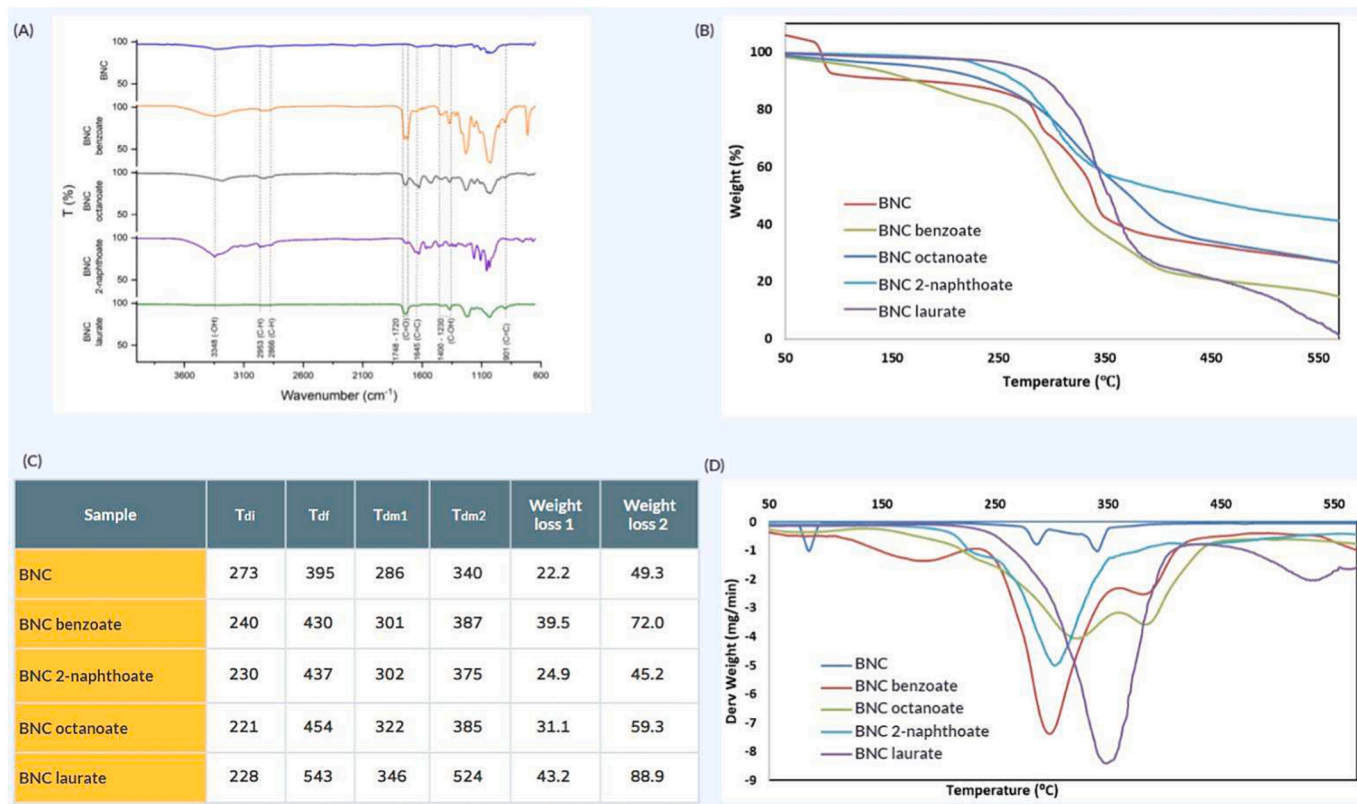 (A)
100
50
BNC
100
50
BNC
benzoate
100
50
BNC
octanoate
100
50
BNC
2-naphthoate
100
50
BNC
laurate
T (%)
3348 (-OH)
2953 (C-H)
2866 (C-H)
1748 - 1720
(C=O)
1645 (C=C)
1400 - 1230
(C-OH)
901 (C=C)
3600 3100 2600 2100 1600 1100 600
Wavenumber (cm⁻¹)
(B)
100
80
60
40
20
0
Weight (%)
BNC
BNC benzoate
BNC octanoate
BNC 2-naphthoate
BNC laurate
50 150 250 350 450 550
Temperature (°C)
(C)
Sample Tdi Tdf Tdm1 Tdm2 Weight loss 1 Weight loss 2
BNC 273 395 286 340 22.2 49.3
BNC benzoate 240 430 301 387 39.5 72.0
BNC 2-naphthoate 230 437 302 375 24.9 45.2
BNC octanoate 221 454 322 385 31.1 59.3
BNC laurate 228 543 346 524 43.2 88.9
(D)
50 150 250 350 450 550
0
-1
-2
-3
-4
-5
-6
-7
-8
-9
Derv Weight (mg/min)
BNC
BNC benzoate
BNC octanoate
BNC 2-naphthoate
BNC laurate
Temperature (°C)